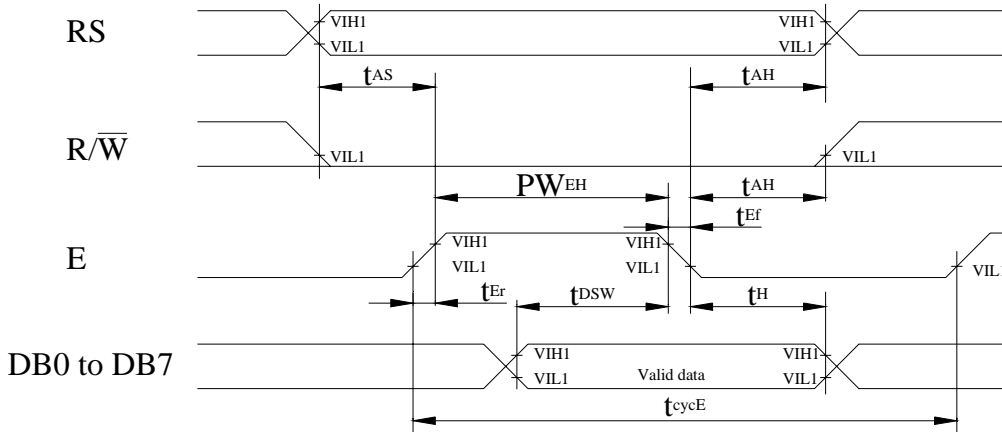 RS
VIH1
VIL1
VIH1
VIL1
tAS
tAH
R/W̅
VIL1
VIL1
PWEH
tAH
tEf
E
VIH1
VIL1
VIH1
VIL1
VIL1
tEr
tDSW
tH
DB0 to DB7
VIH1
VIL1
Valid data
VIH1
VIL1
tcycE